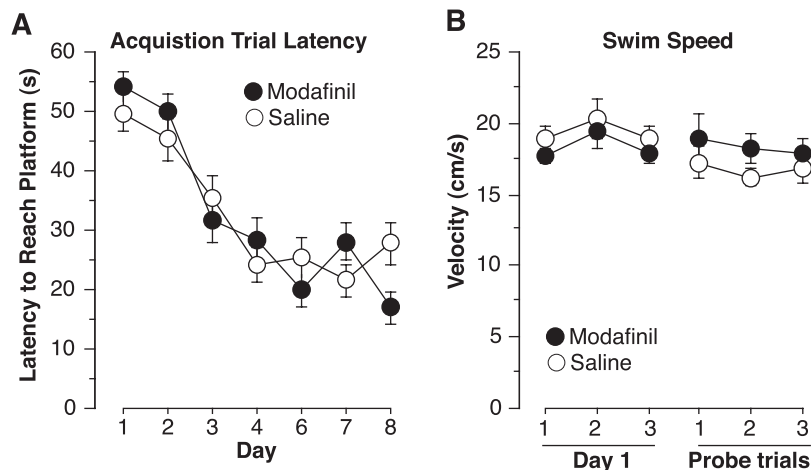 A
Acquistion Trial Latency
Latency to Reach Platform (s)
60
50
40
30
20
10
0
Modafinil
Saline
1 2 3 4 6 7 8
Day
B
Swim Speed
Velocity (cm/s)
25
20
15
10
5
0
Modafinil
Saline
1 2 3 1 2 3
Day 1 Probe trials